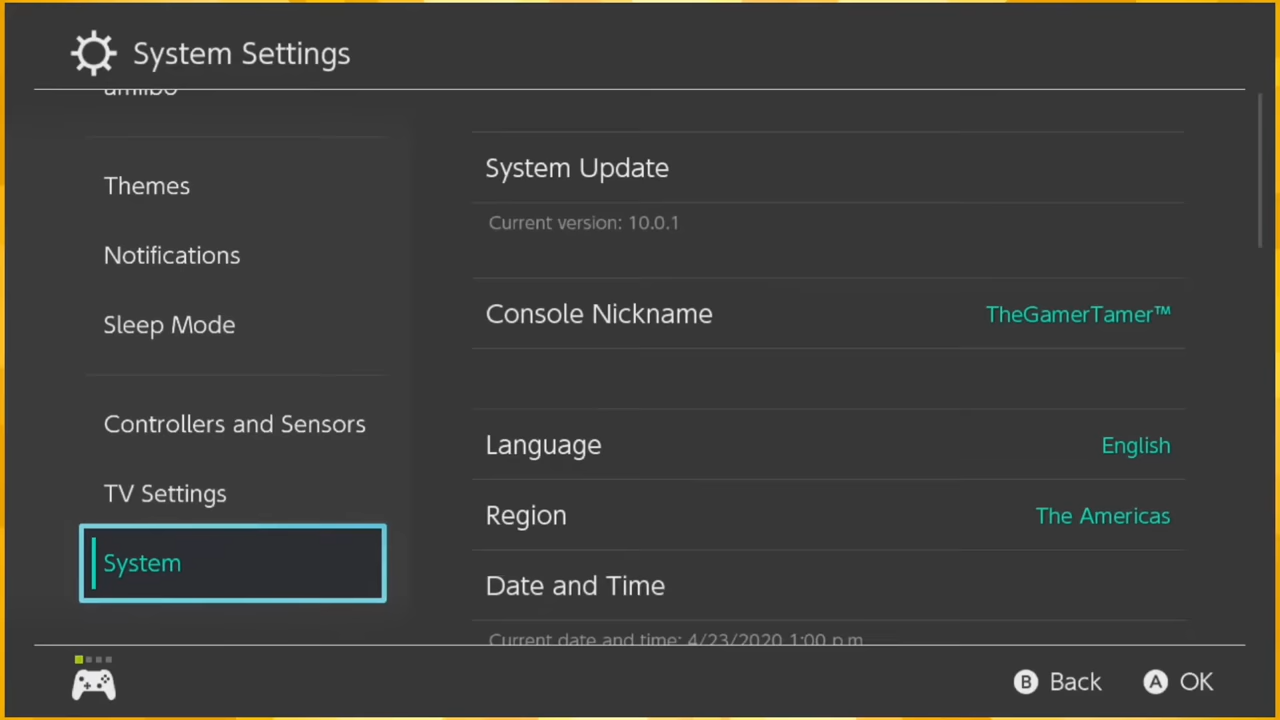 System Settings
amiibo
Themes
Notifications
Sleep Mode
Controllers and Sensors
TV Settings
System
System Update
Current version: 10.0.1
Console Nickname TheGamerTamer™
Language English
Region The Americas
Date and Time
Current date and time: 4/23/2020 1:00 p.m.
B Back A OK